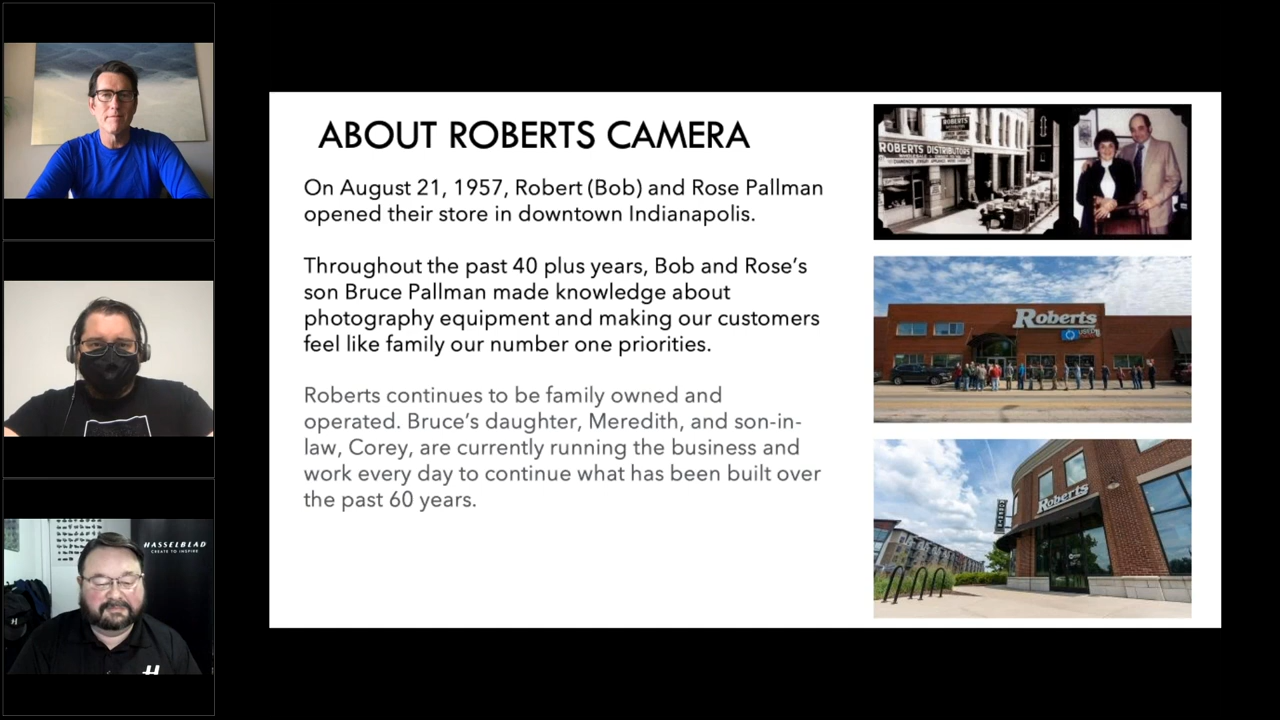 ABOUT ROBERTS CAMERA
On August 21, 1957, Robert (Bob) and Rose Pallman
opened their store in downtown Indianapolis.
Throughout the past 40 plus years, Bob and Rose’s
son Bruce Pallman made knowledge about
photography equipment and making our customers
feel like family our number one priorities.
Roberts continues to be family owned and
operated. Bruce’s daughter, Meredith, and son-in-
law, Corey, are currently running the business and
work every day to continue what has been built over
the past 60 years.
ROBERTS
ROBERTS DISTRIBUTORS
Roberts
USED
Roberts
HASSELBLAD
CREATE TO INSPIRE
H
H